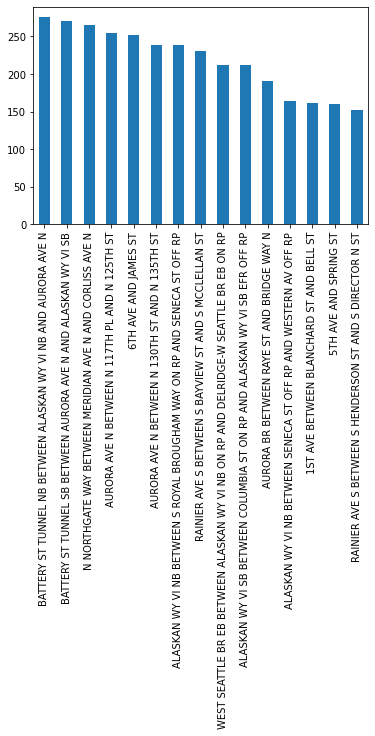 250
200
150
100
50
0
BATTERY ST TUNNEL NB BETWEEN ALASKAN WY VI NB AND AURORA AVE N
BATTERY ST TUNNEL SB BETWEEN AURORA AVE N AND ALASKAN WY VI SB
N NORTHGATE WAY BETWEEN MERIDIAN AVE N AND CORLISS AVE N
AURORA AVE N BETWEEN N 117TH PL AND N 125TH ST
6TH AVE AND JAMES ST
AURORA AVE N BETWEEN N 130TH ST AND N 135TH ST
ALASKAN WY VI NB BETWEEN S ROYAL BROUGHAM WAY ON RP AND SENECA ST OFF RP
RAINIER AVE S BETWEEN S BAYVIEW ST AND S MCCLELLAN ST
WEST SEATTLE BR EB BETWEEN ALASKAN WY VI NB ON RP AND DELRIDGE-W SEATTLE BR EB ON RP
ALASKAN WY VI SB BETWEEN COLUMBIA ST ON RP AND ALASKAN WY VI SB EFR OFF RP
AURORA BR BETWEEN RAYE ST AND BRIDGE WAY N
ALASKAN WY VI NB BETWEEN SENECA ST OFF RP AND WESTERN AV OFF RP
1ST AVE BETWEEN BLANCHARD ST AND BELL ST
5TH AVE AND SPRING ST
RAINIER AVE S BETWEEN S HENDERSON ST AND S DIRECTOR N ST